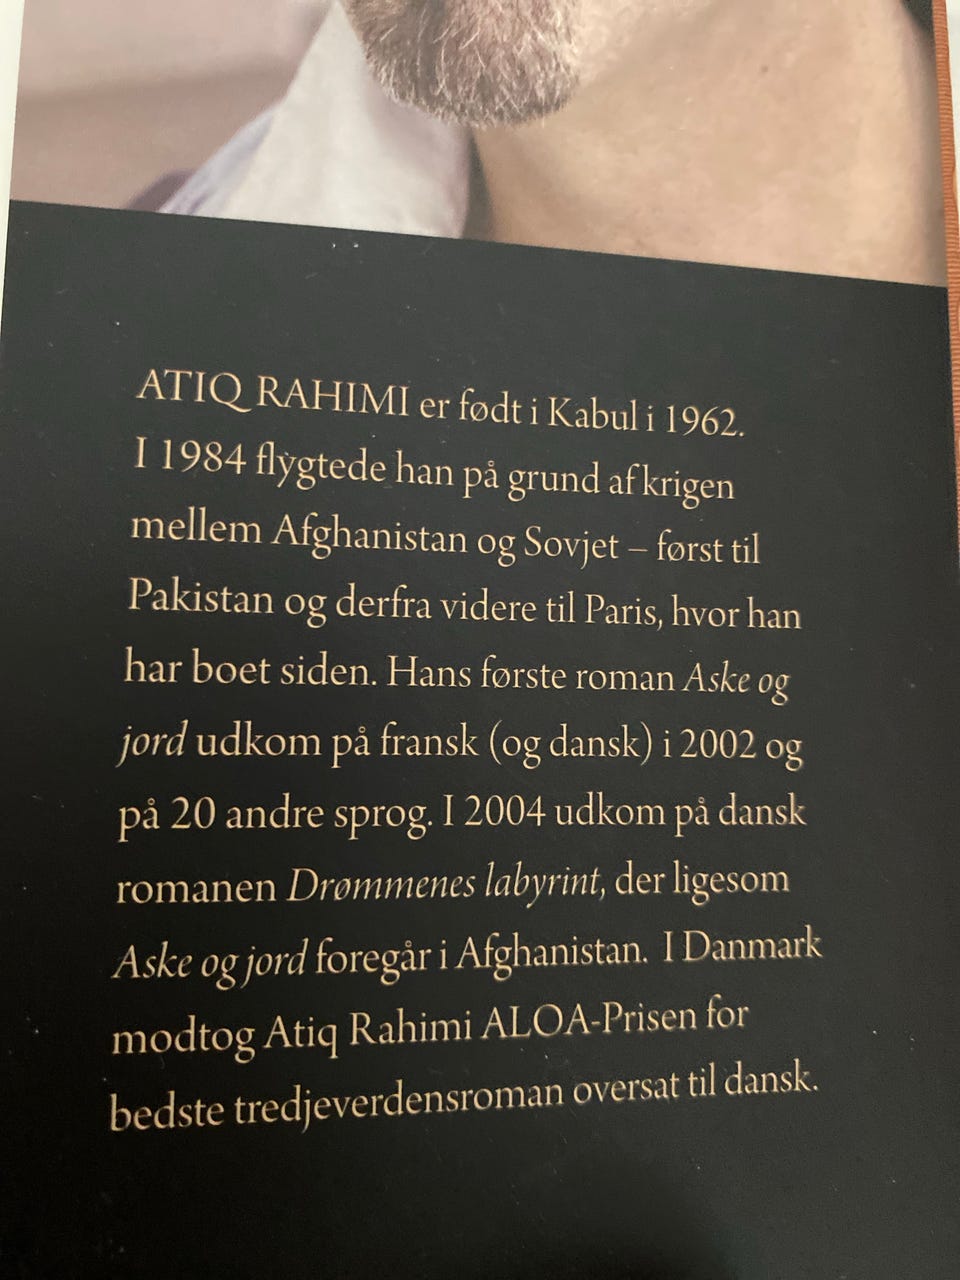 ATIQ RAHIMI er født i Kabul i 1962.
I 1984 flygtede han på grund af krigen
mellem Afghanistan og Sovjet – først til
Pakistan og derfra videre til Paris, hvor han
har boet siden. Hans første roman Aske og
jord udkom på fransk (og dansk) i 2002 og
på 20 andre sprog. I 2004 udkom på dansk
romanen Drømmenes labyrint, der ligesom
Aske og jord foregår i Afghanistan. I Danmark
modtog Atiq Rahimi ALOA-Prisen for
bedste tredjeverdensroman oversat til dansk.